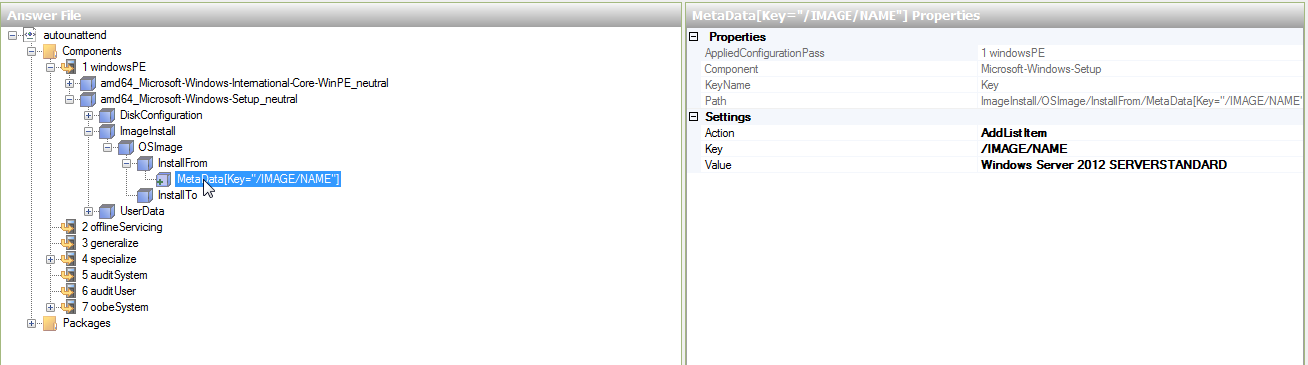 Answer File
autounattend
Components
1 windowsPE
amd64_Microsoft-Windows-International-Core-WinPE_neutral
amd64_Microsoft-Windows-Setup_neutral
DiskConfiguration
ImageInstall
OSImage
InstallFrom
MetaData[Key="/IMAGE/NAME"]
InstallTo
UserData
2 offlineServicing
3 generalize
4 specialize
5 auditSystem
6 auditUser
7 oobeSystem
Packages
MetaData[Key="/IMAGE/NAME"] Properties
Properties
AppliedConfigurationPass 1 windowsPE
Component Microsoft-Windows-Setup
KeyName Key
Path ImageInstall/OSImage/InstallFrom/MetaData[Key="/IMAGE/NAME"
Settings
Action AddListItem
Key /IMAGE/NAME
Value Windows Server 2012 SERVERSTANDARD